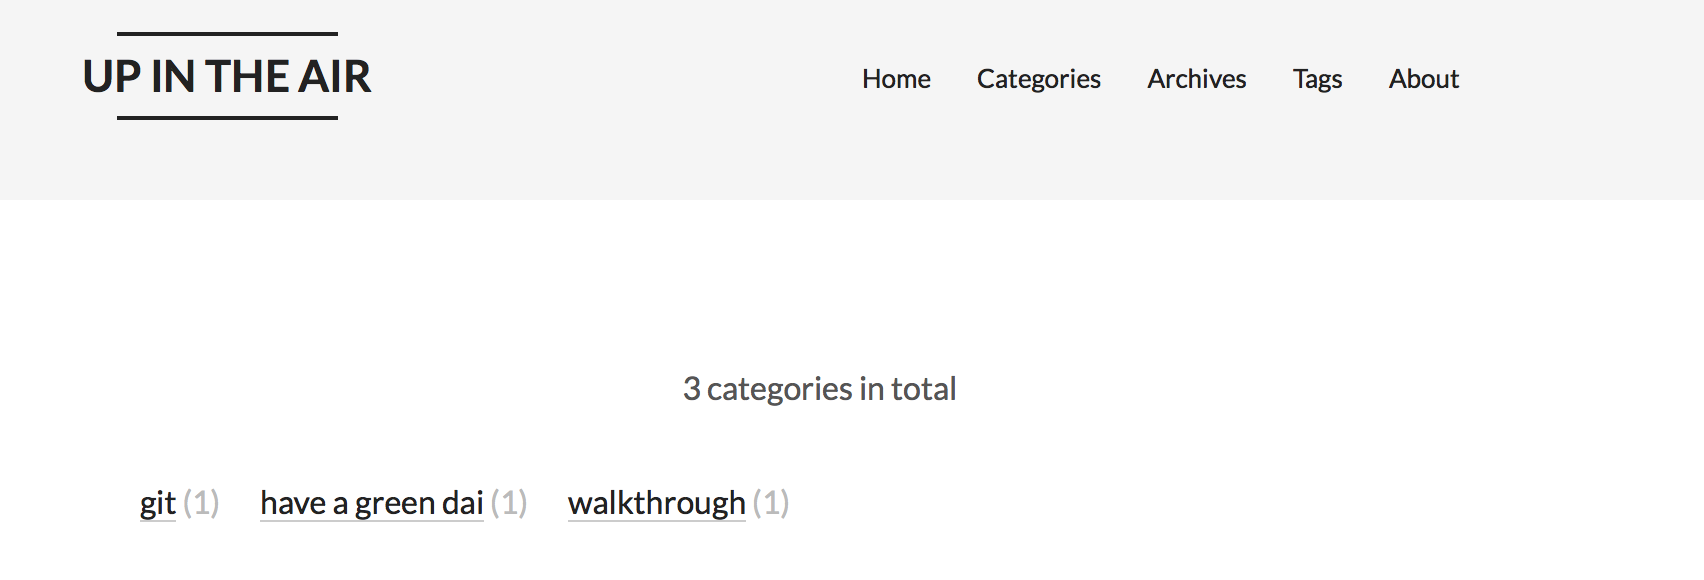 UP IN THE AIR
Home Categories Archives Tags About
3 categories in total
git (1) have a green dai (1) walkthrough (1)